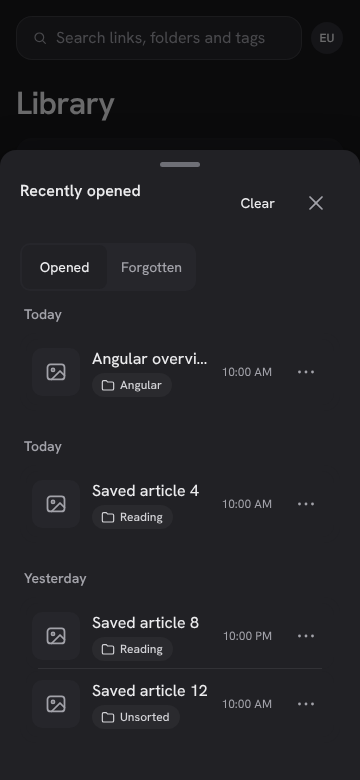 Search links, folders and tags
EU
Library
Recently opened
Clear
Opened
Forgotten
Today
Angular overvi...
10:00 AM
Angular
Today
Saved article 4
10:00 AM
Reading
Yesterday
Saved article 8
10:00 PM
Reading
Saved article 12
10:00 AM
Unsorted